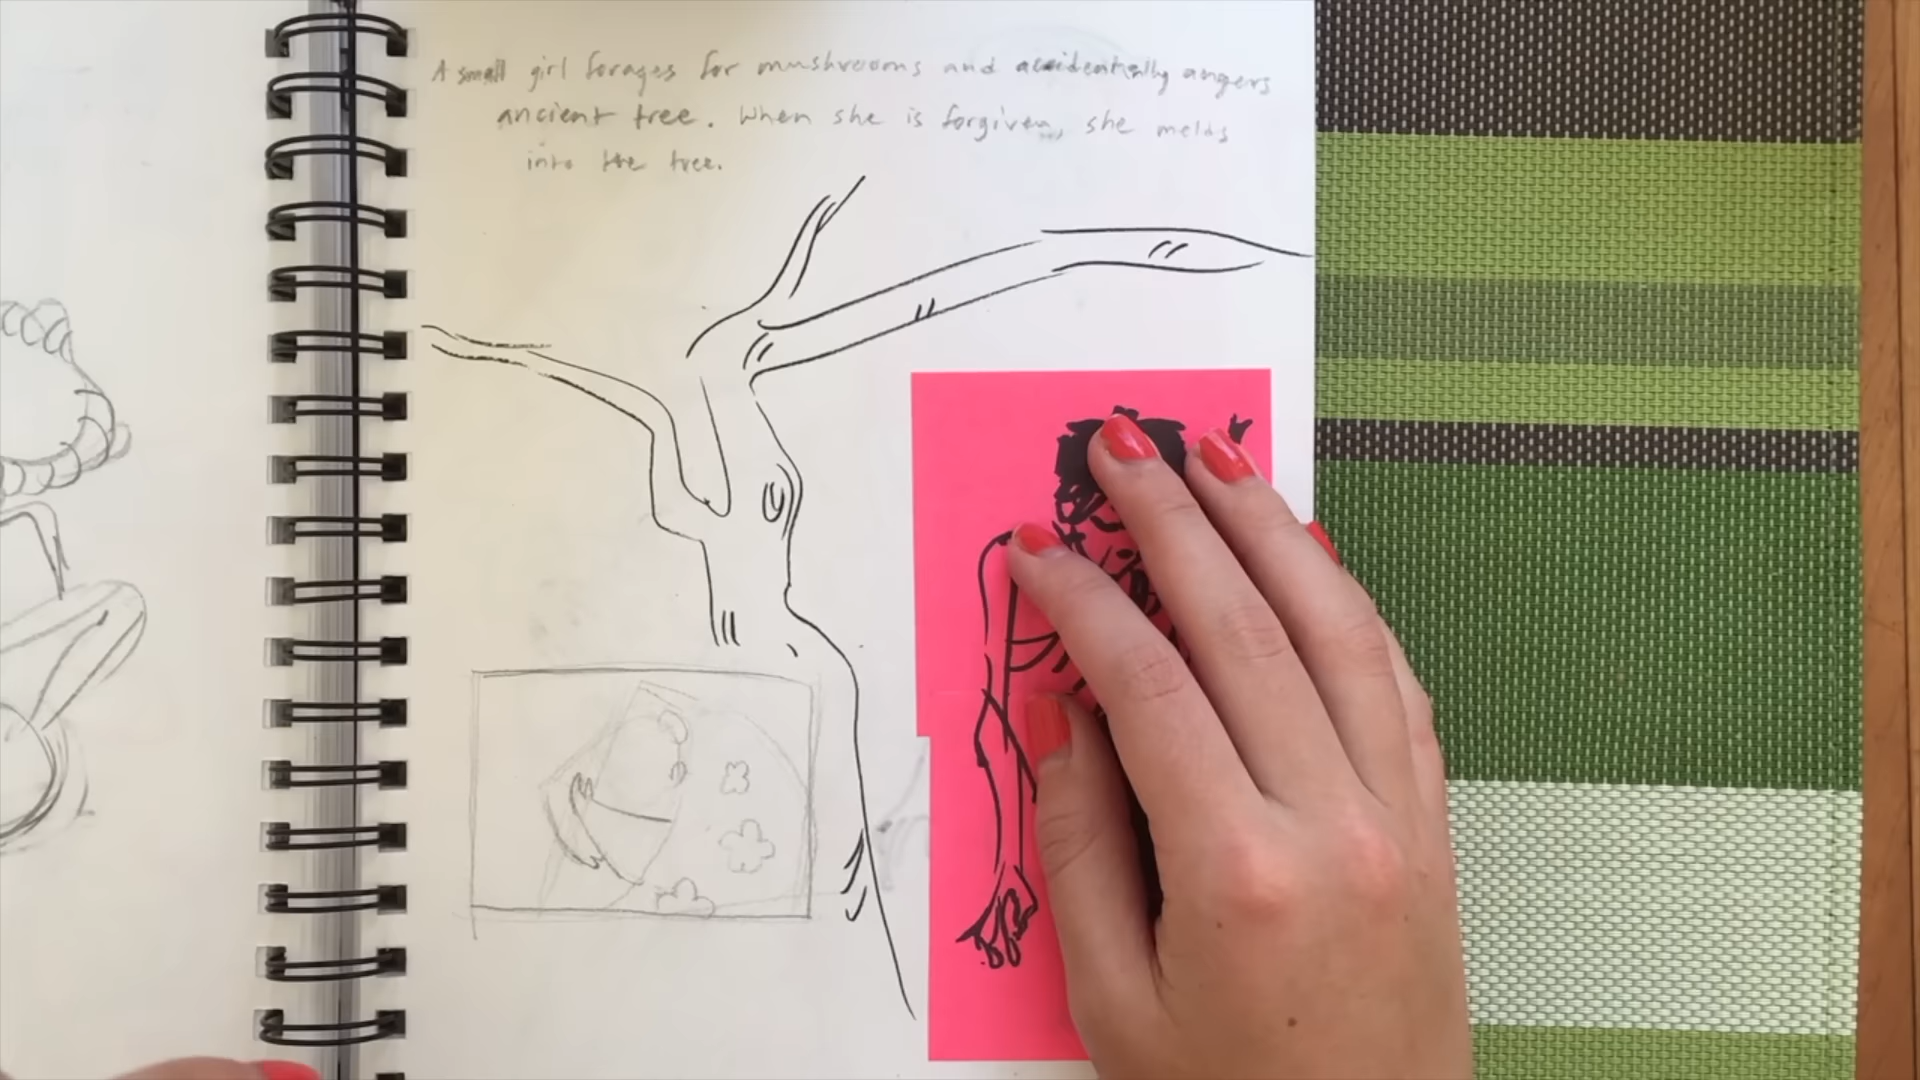 A small girl forages for mushrooms and accidentally angers
ancient tree. When she is forgiven, she melds
into the tree.